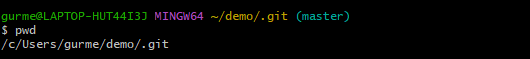 gurme@LAPTOP-HUT44I3J MINGW64 ~/demo/.git (master)
$ pwd
/c/Users/gurme/demo/.git